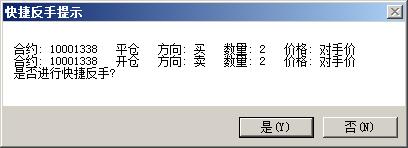 快捷反手提示
合约: 10001338 平仓 方向: 买 数量: 2 价格: 对手价
合约: 10001338 开仓 方向: 卖 数量: 2 价格: 对手价
是否进行快捷反手?
是(Y) 否(N)